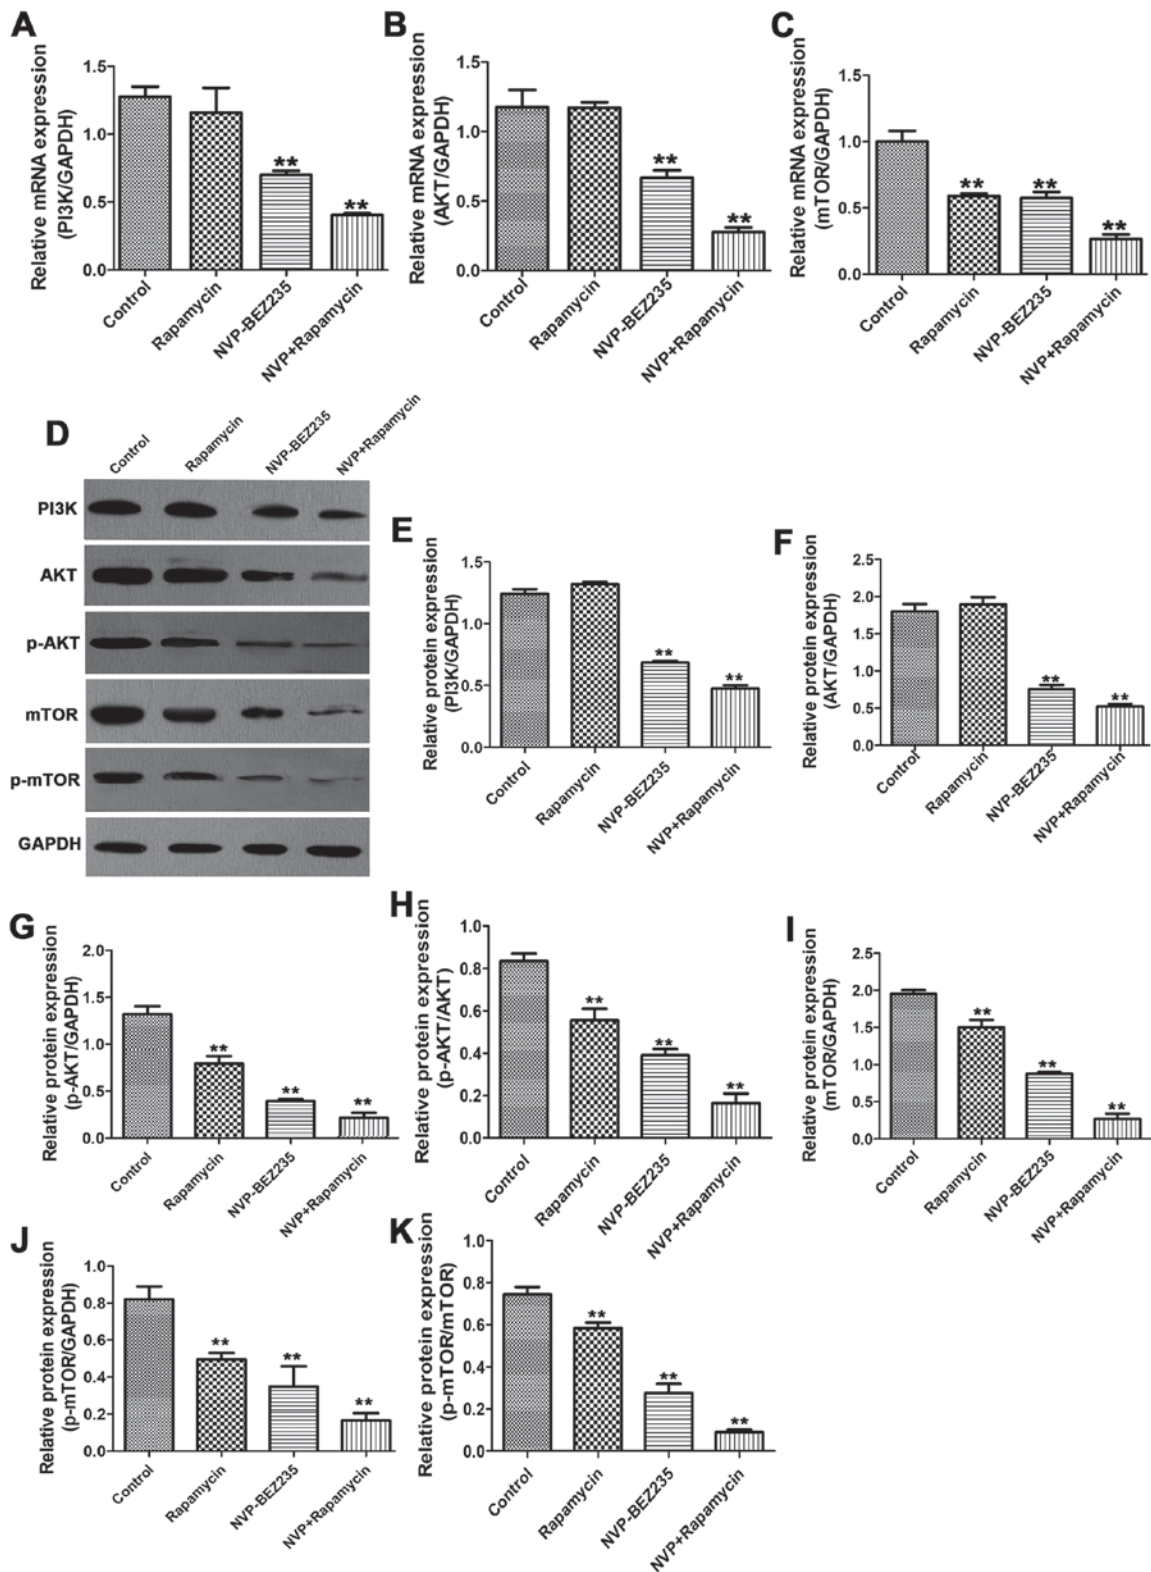 A
Relative mRNA expression
(PI3K/GAPDH)
1.5
1.0
0.5
0.0
**
**
Control
Rapamycin
NVP-BEZ235
NVP+Rapamycin
B
Relative mRNA expression
(AKT/GAPDH)
1.5
1.0
0.5
0.0
**
**
Control
Rapamycin
NVP-BEZ235
NVP+Rapamycin
C
Relative mRNA expression
(mTOR/GAPDH)
1.5
1.0
0.5
0.0
**
**
**
Control
Rapamycin
NVP-BEZ235
NVP+Rapamycin
D
Control
Rapamycin
NVP-BEZ235
NVP+Rapamycin
PI3K
AKT
p-AKT
mTOR
p-mTOR
GAPDH
E
Relative protein expression
(PI3K/GAPDH)
1.5
1.0
0.5
0.0
**
**
Control
Rapamycin
NVP-BEZ235
NVP+Rapamycin
F
Relative protein expression
(AKT/GAPDH)
2.5
2.0
1.5
1.0
0.5
0.0
**
**
Control
Rapamycin
NVP-BEZ235
NVP+Rapamycin
G
Relative protein expression
(p-AKT/GAPDH)
2.0
1.5
1.0
0.5
0.0
**
**
**
Control
Rapamycin
NVP-BEZ235
NVP+Rapamycin
H
Relative protein expression
(p-AKT/AKT)
1.0
0.8
0.6
0.4
0.2
0.0
**
**
**
Control
Rapamycin
NVP-BEZ235
NVP+Rapamycin
I
Relative protein expression
(mTOR/GAPDH)
2.5
2.0
1.5
1.0
0.5
0.0
**
**
**
Control
Rapamycin
NVP-BEZ235
NVP+Rapamycin
J
Relative protein expression
(p-mTOR/GAPDH)
1.0
0.8
0.6
0.4
0.2
0.0
**
**
**
Control
Rapamycin
NVP-BEZ235
NVP+Rapamycin
K
Relative protein expression
(p-mTOR/mTOR)
1.0
0.8
0.6
0.4
0.2
0.0
**
**
**
Control
Rapamycin
NVP-BEZ235
NVP+Rapamycin